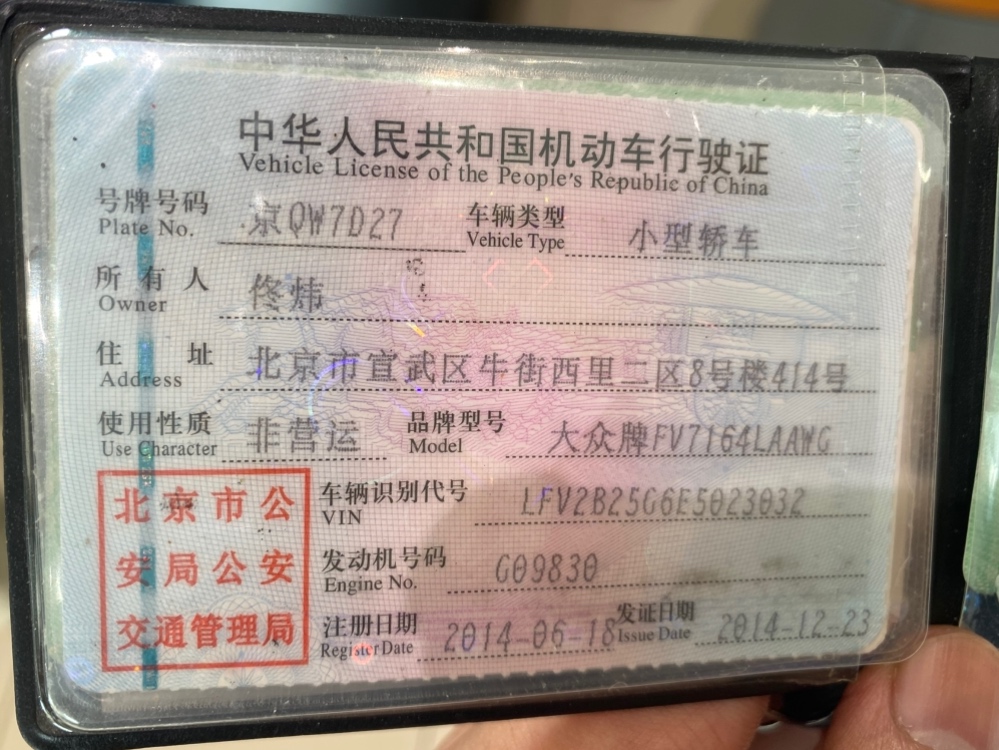 中华人民共和国机动车行驶证
Vehicle License of the People's Republic of China
号牌号码 京QW7D27 车辆类型 小型轿车
Plate No. Vehicle Type
所有人 佟炜
Owner
住址 北京市宣武区牛街西里二区8号楼414号
Address
使用性质 非营运 品牌型号 大众牌FV7164LAAWG
Use Character Model
北京市公
安局公安
交通管理局
车辆识别代号 LFV2B25G6E5023032
VIN
发动机号码 G09830
Engine No.
注册日期 2014-06-18 发证日期 2014-12-23
Register Date Issue Date